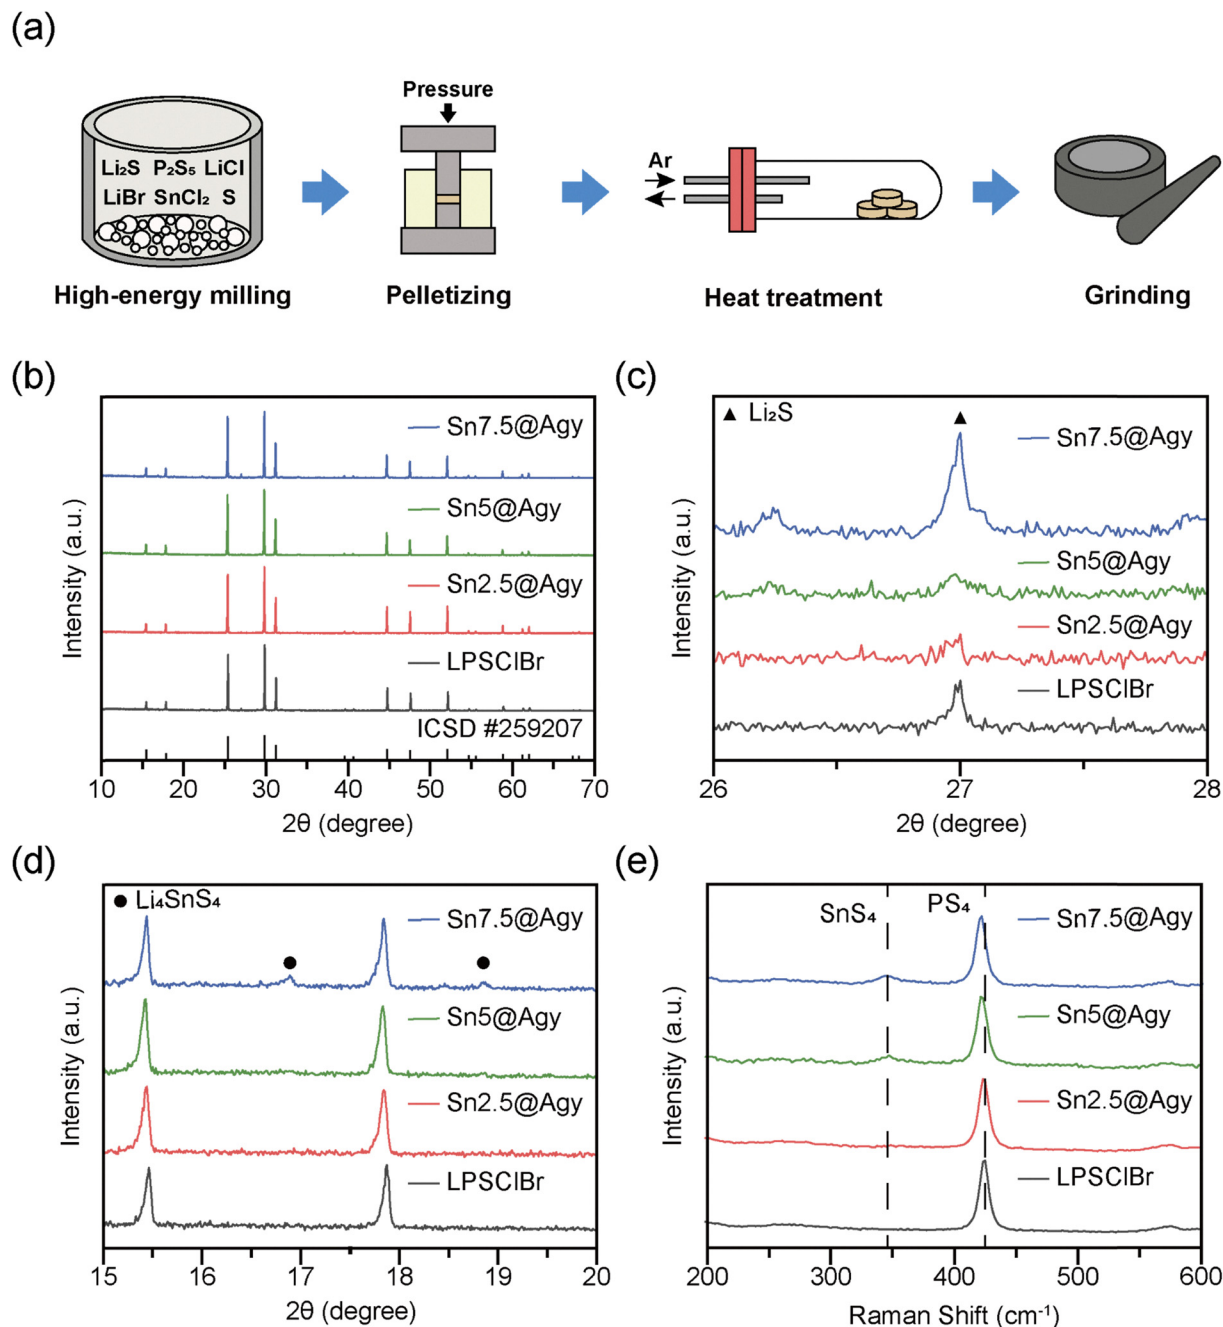 (a)
Pressure
Li₂S P₂S₅ LiCl
LiBr SnCl₂ S
Ar
High-energy milling
Pelletizing
Heat treatment
Grinding
(b)
Sn7.5@Agy
Sn5@Agy
Sn2.5@Agy
LPSClBr
ICSD #259207
Intensity (a.u.)
10 20 30 40 50 60 70
2θ (degree)
(c)
▲ Li₂S
▲
Sn7.5@Agy
Sn5@Agy
Sn2.5@Agy
LPSClBr
Intensity (a.u.)
26 27 28
2θ (degree)
(d)
● Li₄SnS₄
Sn7.5@Agy
Sn5@Agy
Sn2.5@Agy
LPSClBr
Intensity (a.u.)
15 16 17 18 19 20
2θ (degree)
(e)
SnS₄ PS₄
Sn7.5@Agy
Sn5@Agy
Sn2.5@Agy
LPSClBr
Intensity (a.u.)
200 300 400 500 600
Raman Shift (cm⁻¹)